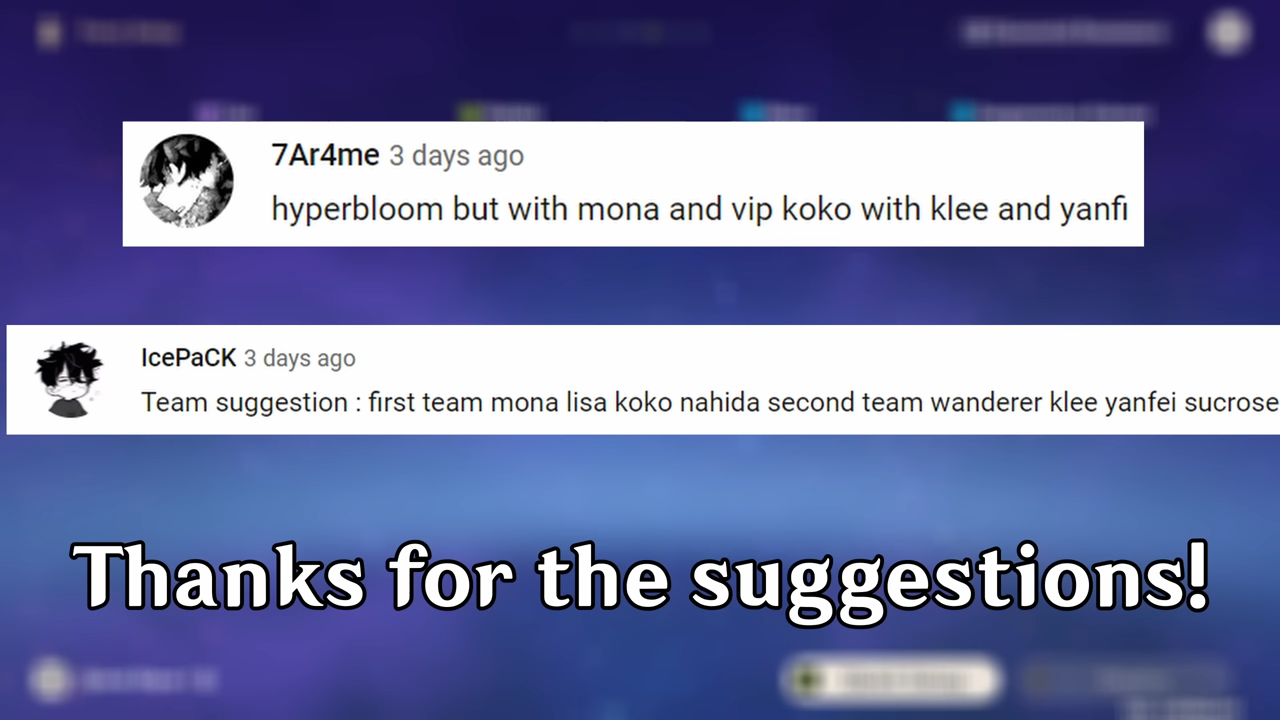 7Ar4me 3 days ago
hyperbloom but with mona and vip koko with klee and yanfi
IcePaCK 3 days ago
Team suggestion : first team mona lisa koko nahida second team wanderer klee yanfei sucrose
Thanks for the suggestions!